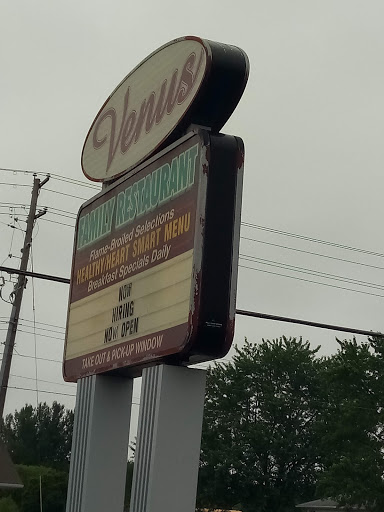 Venus
FAMILY RESTAURANT
Flame-Broiled Selections
HEALTHY/HEART SMART MENU
Breakfast Specials Daily
NOW
HIRING
NOW OPEN
TAKE OUT & PICK-UP WINDOW